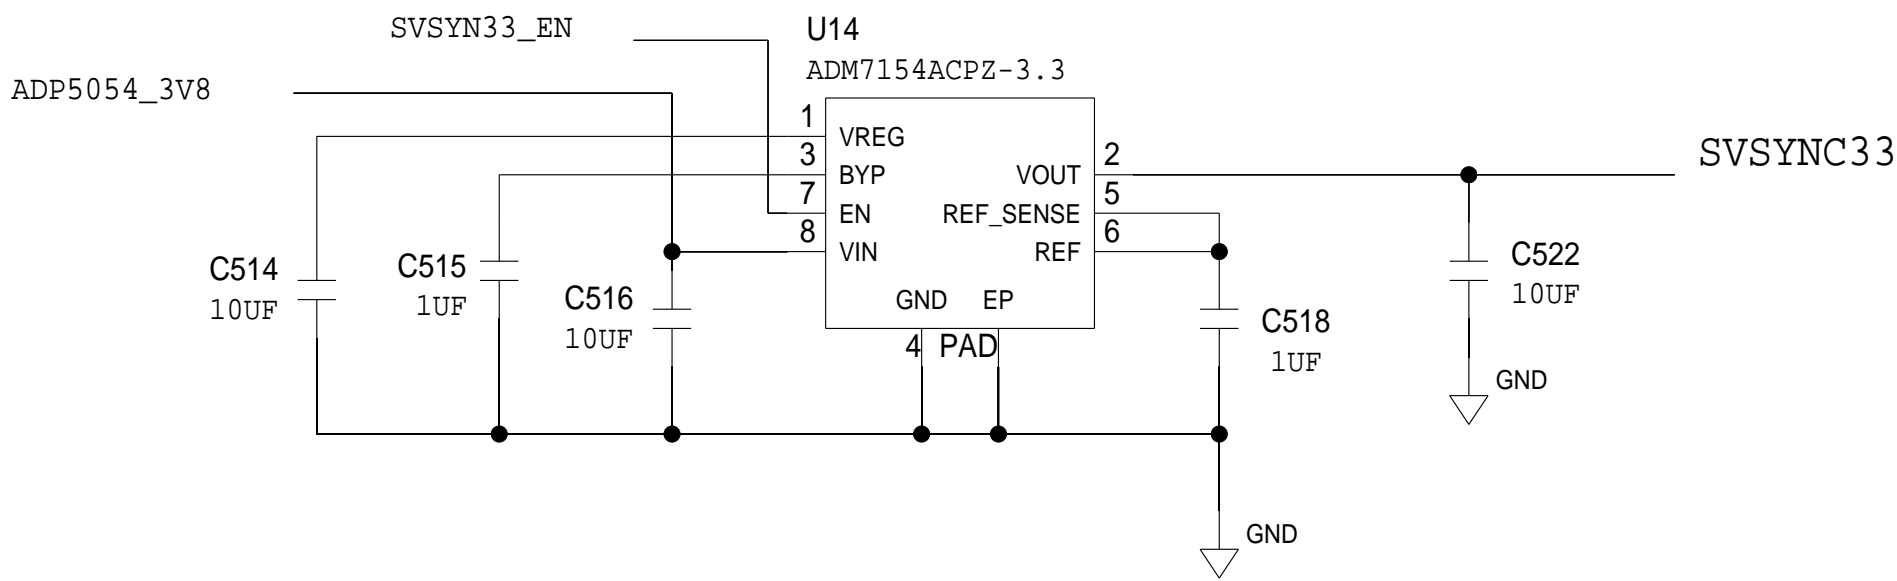 SVSYN33_EN
U14
ADM7154ACPZ-3.3
ADP5054_3V8
1
VREG
3
BYP
VOUT
2
SVSYNC33
7
EN
REF_SENSE
5
8
VIN
REF
6
C514
10UF
C515
1UF
C516
10UF
GND EP
4 PAD
C518
1UF
C522
10UF
GND
GND